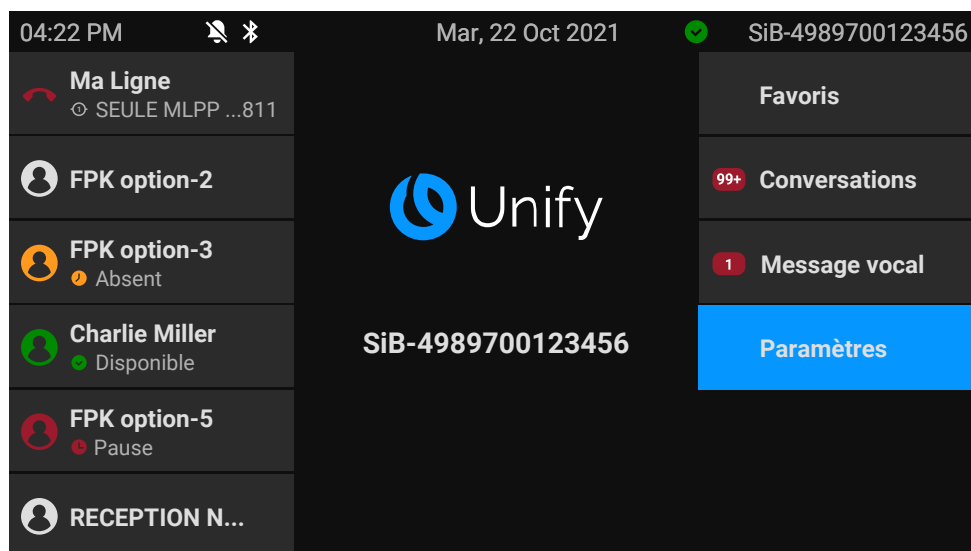 04:22 PM
Mar, 22 Oct 2021
SiB-4989700123456
Ma Ligne
SEULE MLPP ...811
FPK option-2
FPK option-3
Absent
Charlie Miller
Disponible
FPK option-5
Pause
RECEPTION N...
Unify
SiB-4989700123456
Favoris
99+ Conversations
1 Message vocal
Paramètres